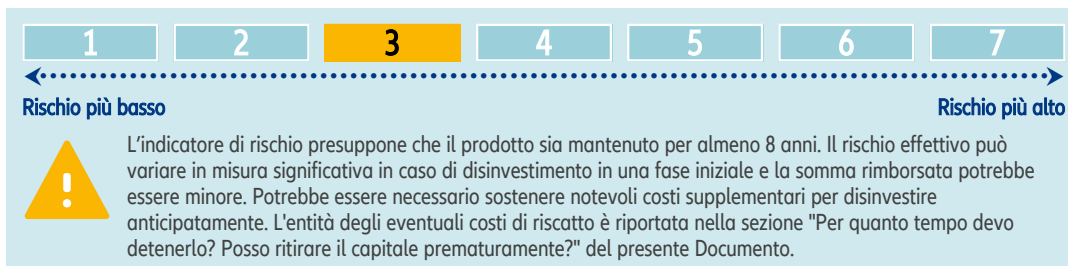 1 2 3 4 5 6 7
Rischio più basso Rischio più alto
L'indicatore di rischio presuppone che il prodotto sia mantenuto per almeno 8 anni. Il rischio effettivo può
variare in misura significativa in caso di disinvestimento in una fase iniziale e la somma rimborsata potrebbe
essere minore. Potrebbe essere necessario sostenere notevoli costi supplementari per disinvestire
anticipatamente. L'entità degli eventuali costi di riscatto è riportata nella sezione "Per quanto tempo devo
detenerlo? Posso ritirare il capitale prematuramente?" del presente Documento.